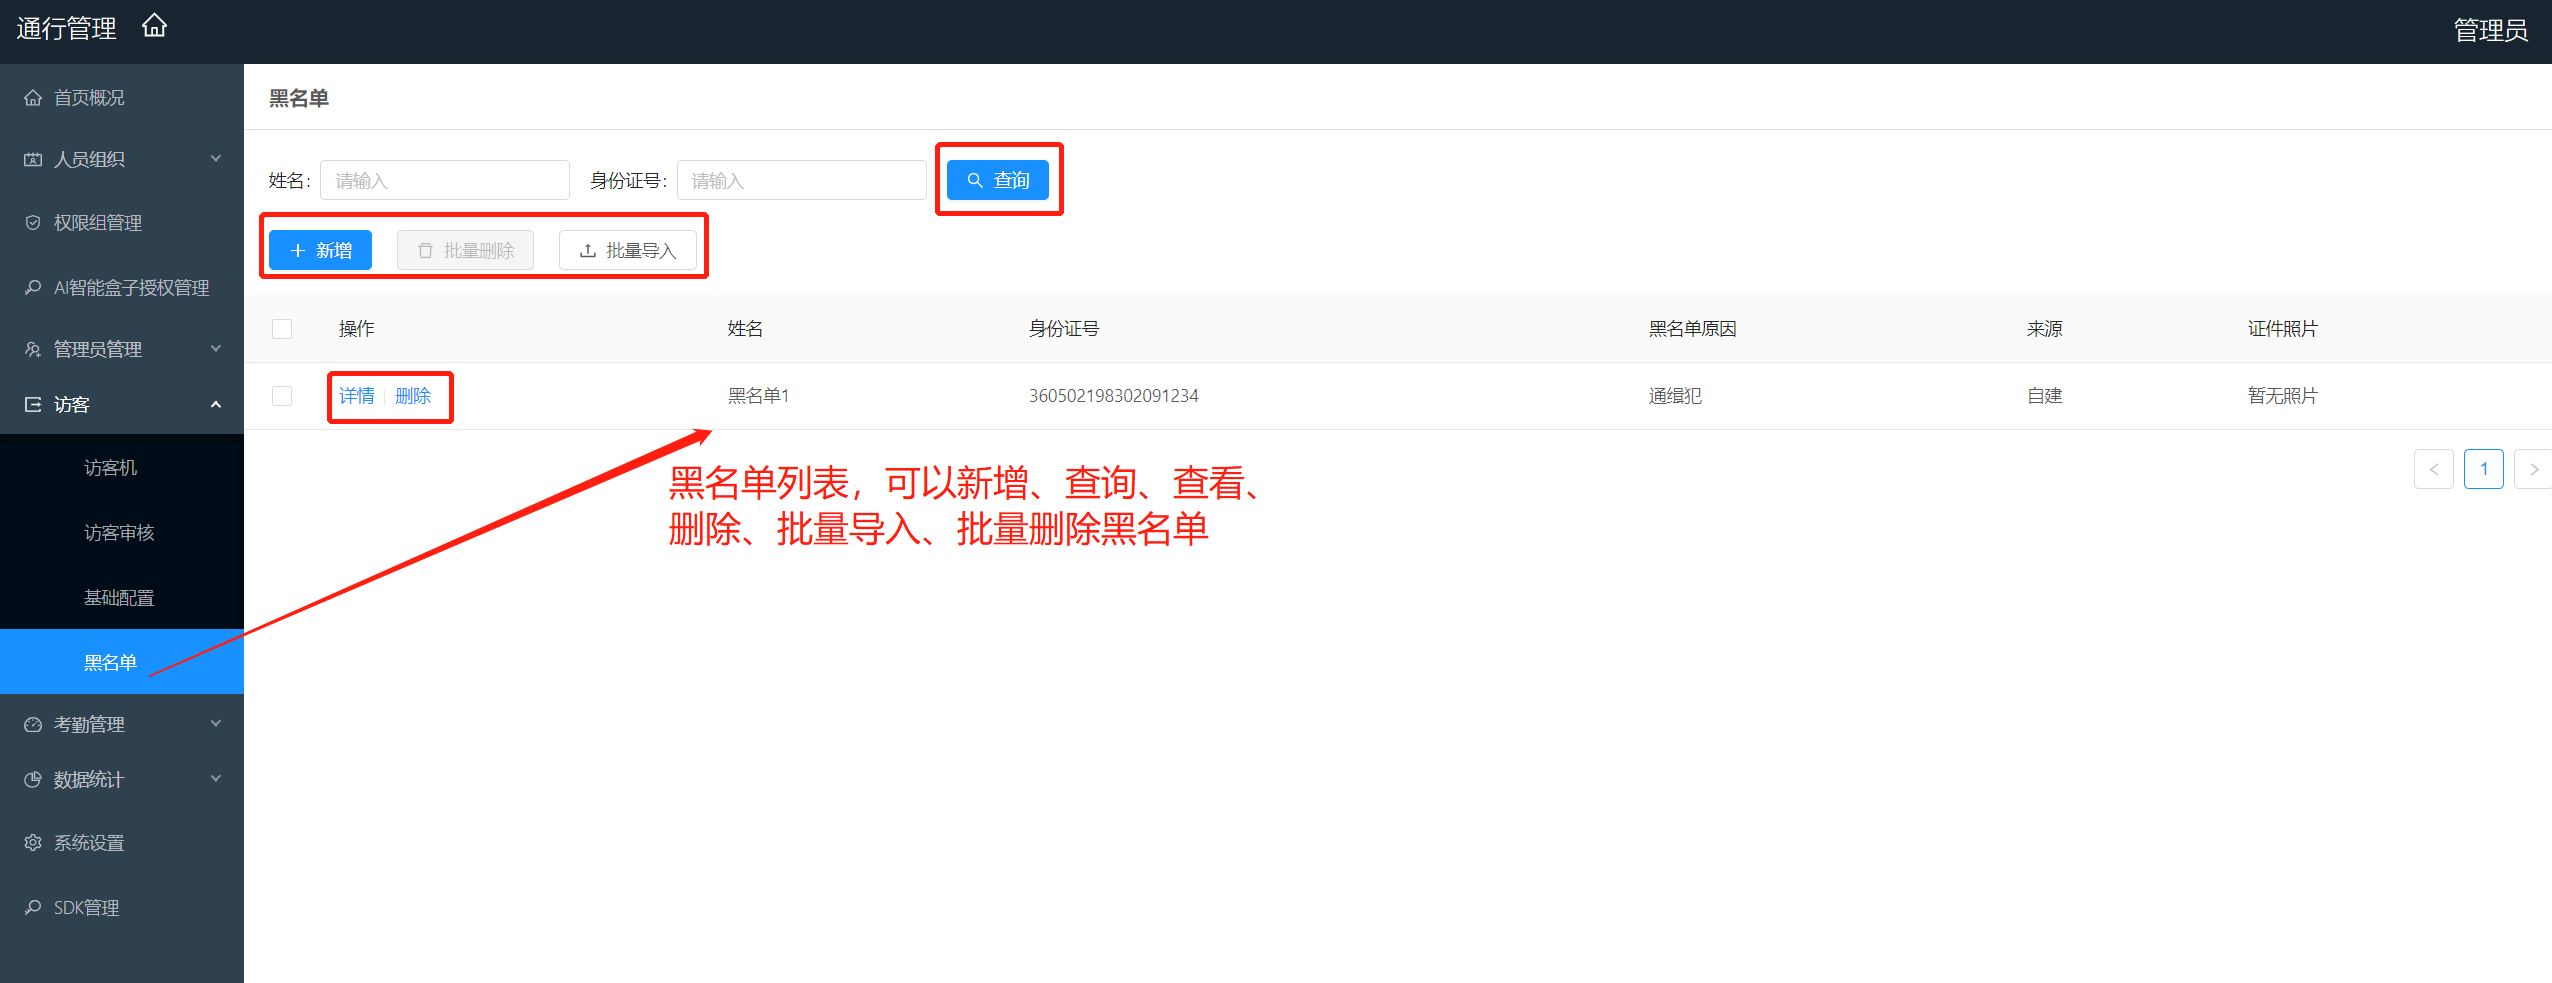 通行管理
管理员
首页概况
人员组织
权限组管理
AI智能盒子授权管理
管理员管理
访客
访客机
访客审核
基础配置
黑名单
考勤管理
数据统计
系统设置
SDK管理
黑名单
姓名: 请输入 身份证号: 请输入 查询
新增 批量删除 批量导入
操作 姓名 身份证号 黑名单原因 来源 证件照片
详情 删除 黑名单1 360502198302091234 通缉犯 自建 暂无照片
1
黑名单列表，可以新增、查询、查看、
删除、批量导入、批量删除黑名单